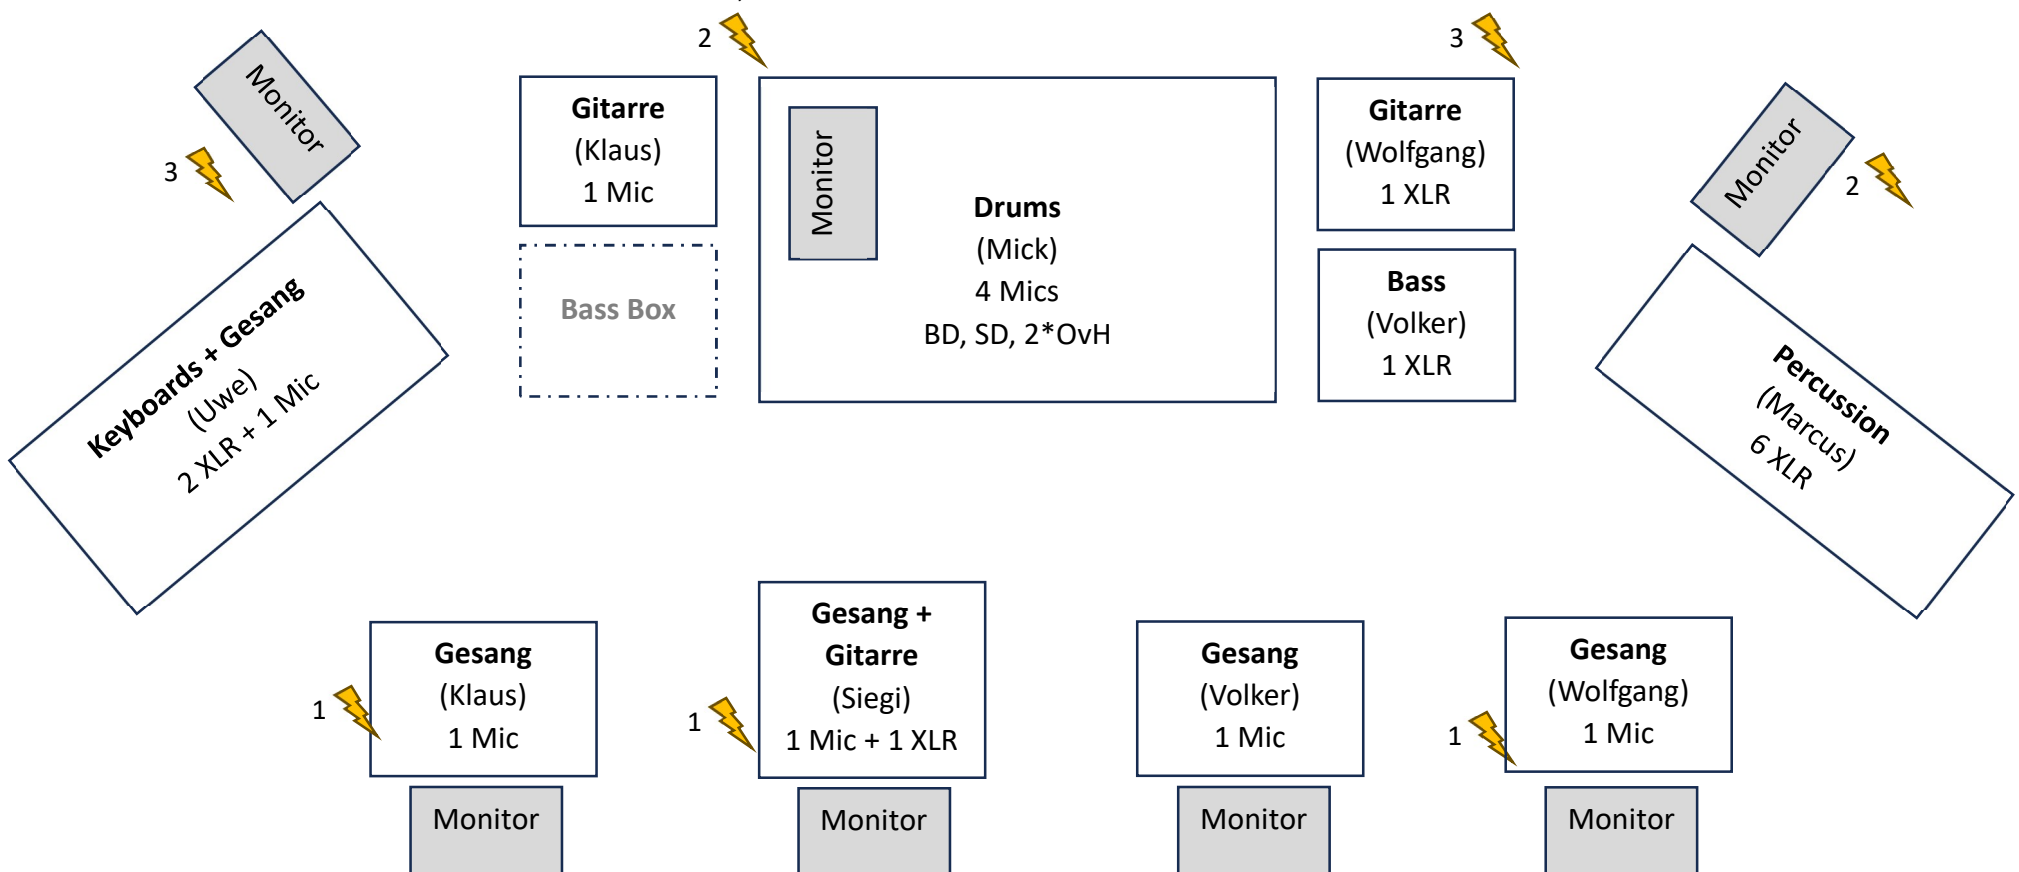 2
3
Monitor
3
Gitarre
(Klaus)
1 Mic
Bass Box
Monitor
Drums
(Mick)
4 Mics
BD, SD, 2*OvH
Gitarre
(Wolfgang)
1 XLR
Bass
(Volker)
1 XLR
Monitor
2
Keyboards + Gesang
(Uwe)
2 XLR + 1 Mic
Percussion
(Marcus)
6 XLR
1
Gesang
(Klaus)
1 Mic
Monitor
1
Gesang +
Gitarre
(Siegi)
1 Mic + 1 XLR
Monitor
Gesang
(Volker)
1 Mic
Monitor
1
Gesang
(Wolfgang)
1 Mic
Monitor